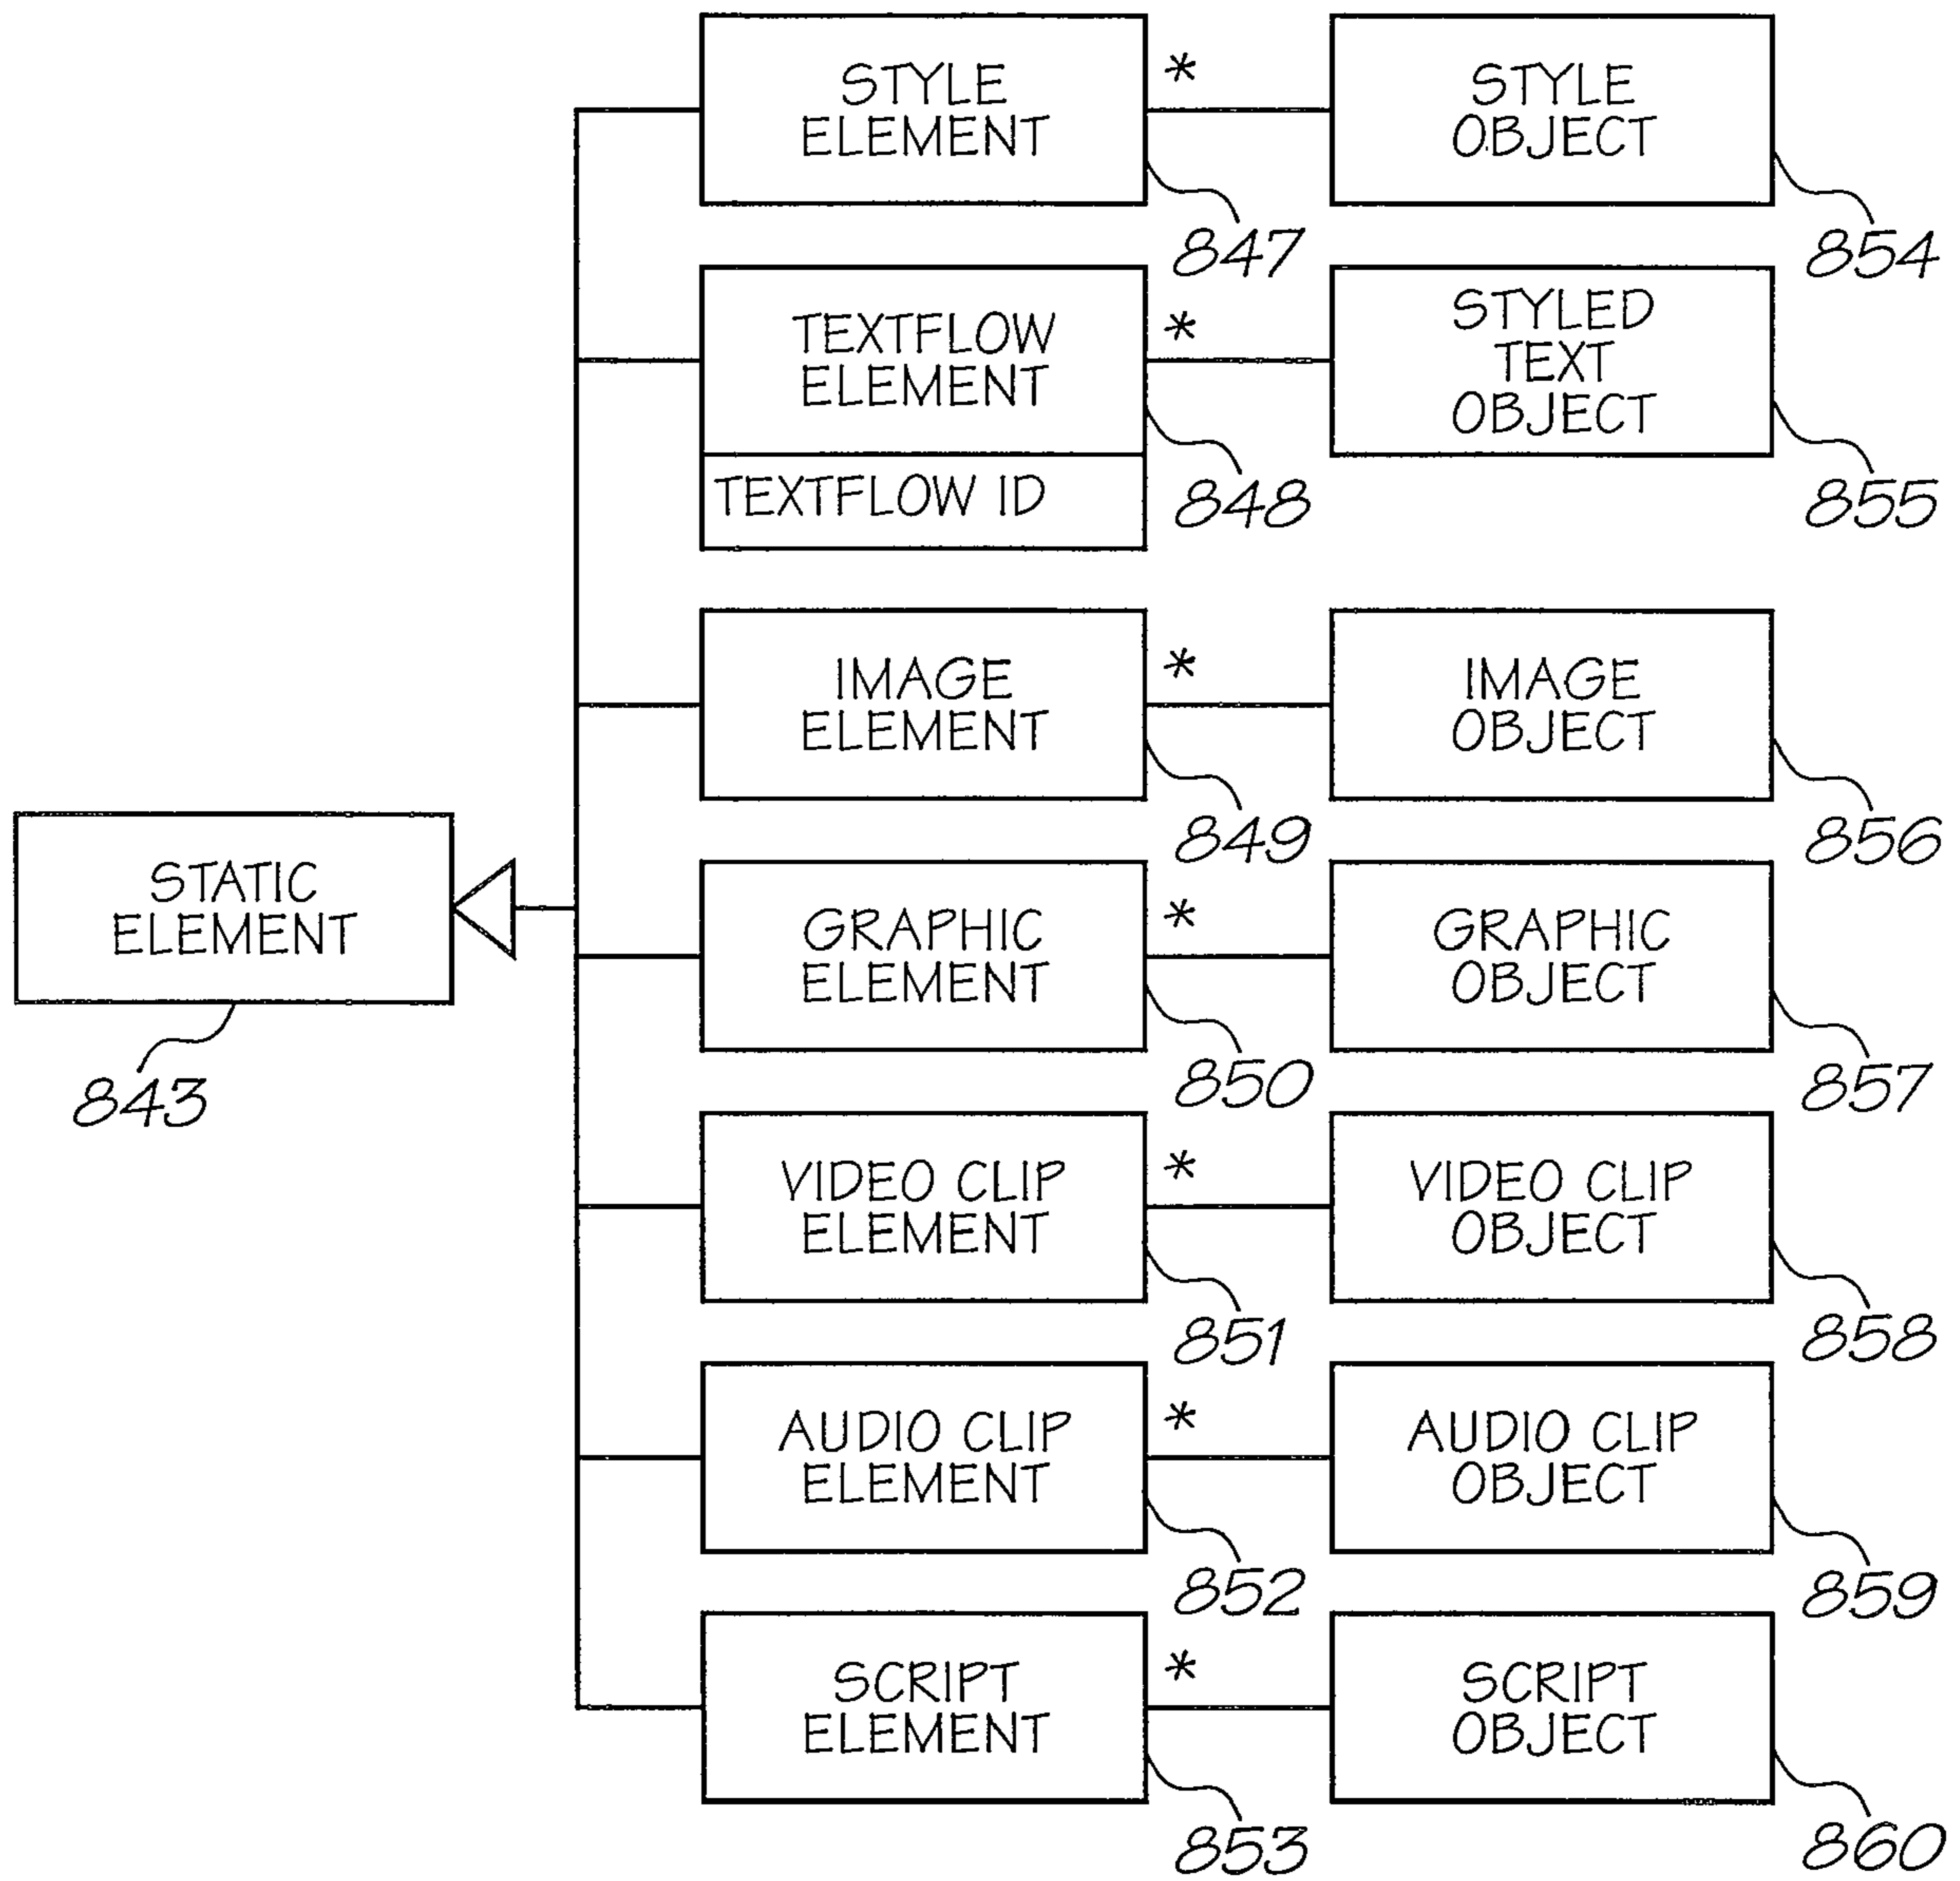 STYLE
ELEMENT
*
STYLE
OBJECT
847
854
TEXTFLOW
ELEMENT
TEXTFLOW ID
*
STYLED
TEXT
OBJECT
848
855
IMAGE
ELEMENT
*
IMAGE
OBJECT
849
856
STATIC
ELEMENT
843
GRAPHIC
ELEMENT
*
GRAPHIC
OBJECT
850
857
VIDEO CLIP
ELEMENT
*
VIDEO CLIP
OBJECT
851
858
AUDIO CLIP
ELEMENT
*
AUDIO CLIP
OBJECT
852
859
SCRIPT
ELEMENT
*
SCRIPT
OBJECT
853
860